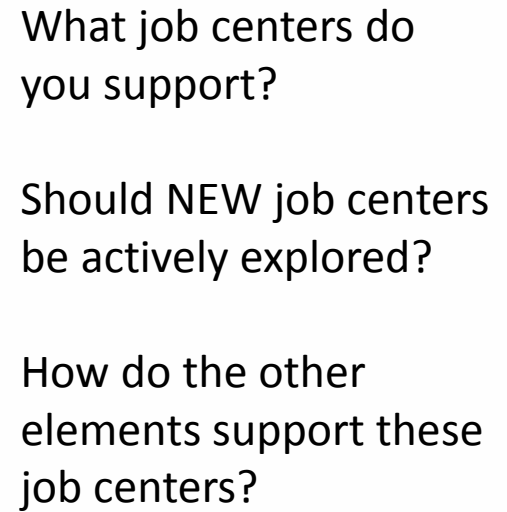 What job centers do
you support?
Should NEW job centers
be actively explored?
How do the other
elements support these
job centers?